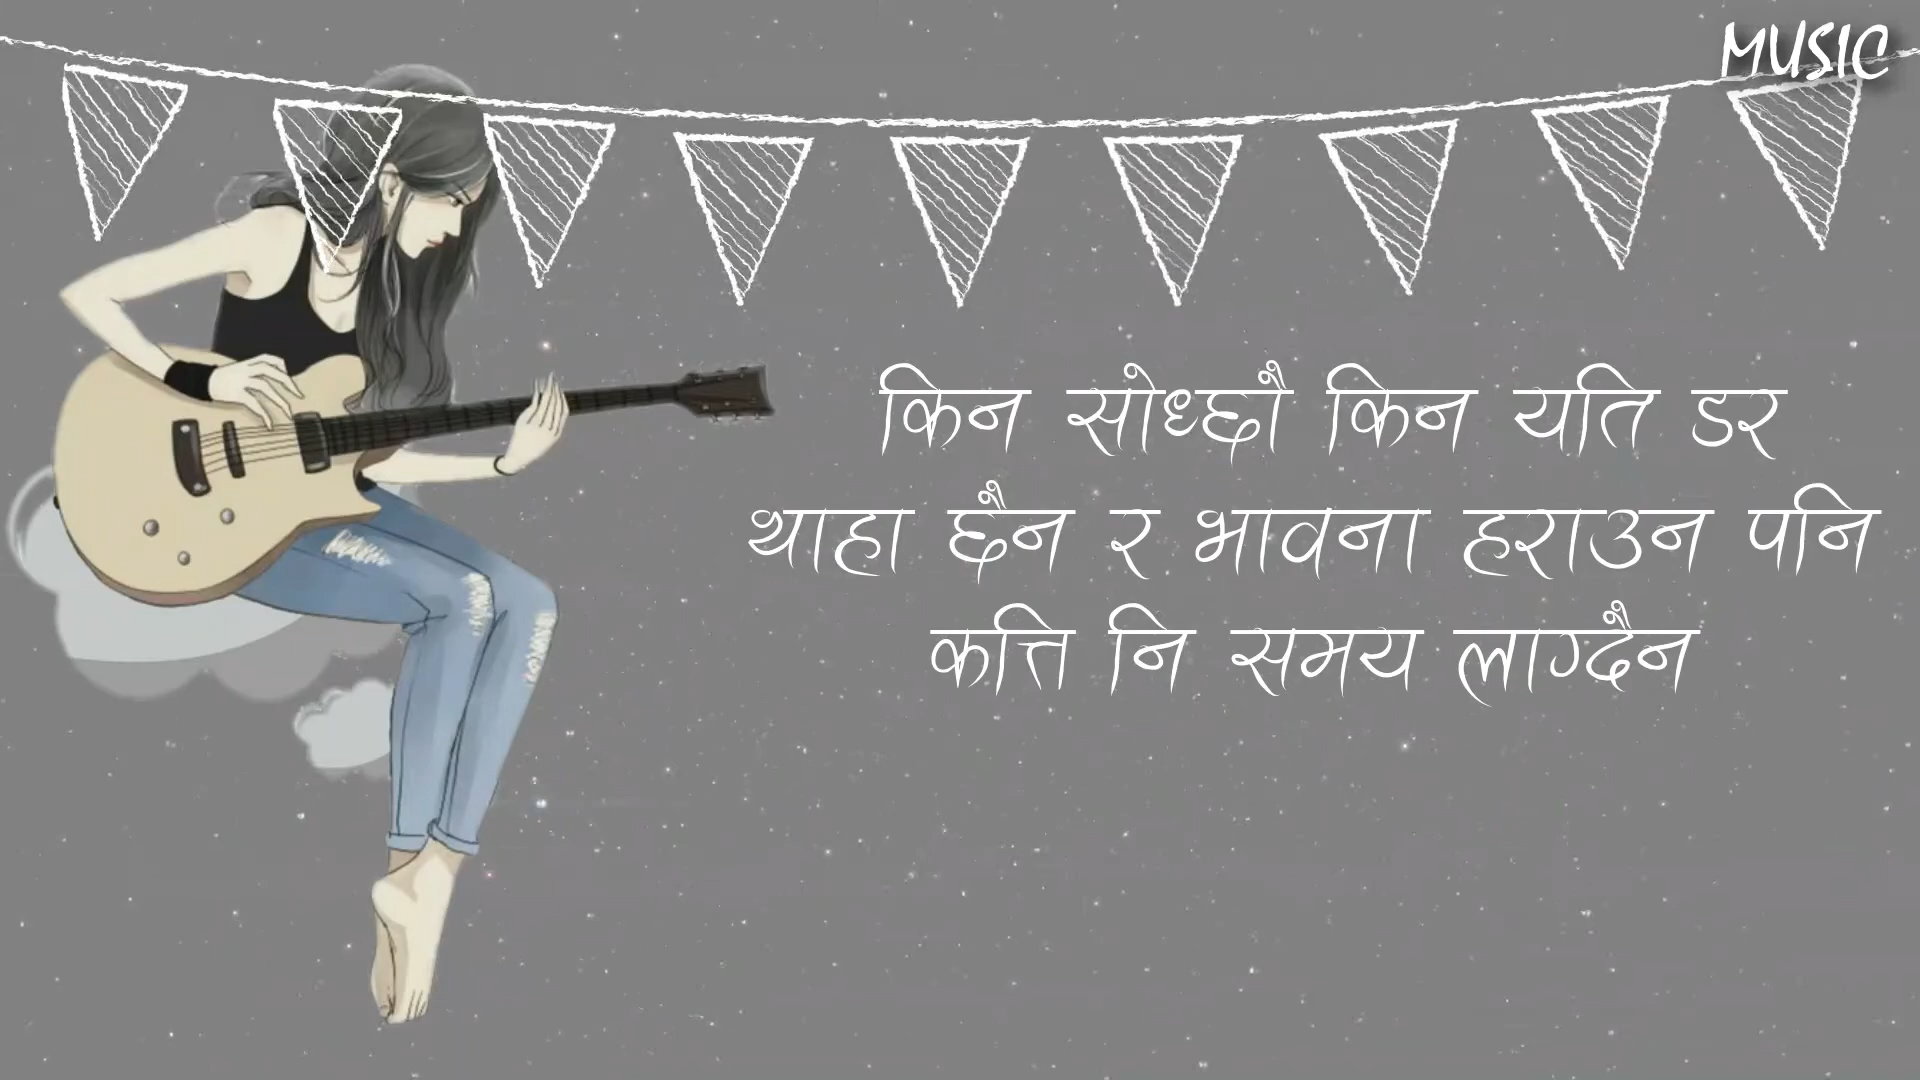 MUSIC
किन सोध्छौ किन यति डर
थाहा छैन र भावना हराउन पनि
कत्ति नि समय लाग्दैन